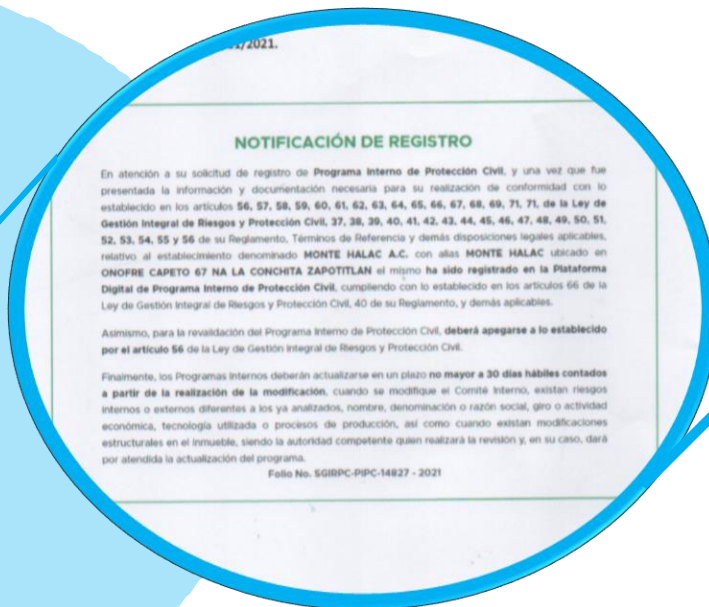 /2021.
NOTIFICACIÓN DE REGISTRO
En atención a su solicitud de registro de Programa Interno de Protección Civil, y una vez que fue
presentada la información y documentación necesaria para su realización de conformidad con lo
establecido en los artículos 56, 57, 58, 59, 60, 61, 62, 63, 64, 65, 66, 67, 68, 69, 71, 71, de la Ley de
Gestión Integral de Riesgos y Protección Civil, 37, 38, 39, 40, 41, 42, 43, 44, 45, 46, 47, 48, 49, 50, 51,
52, 53, 54, 55 y 56 de su Reglamento, Términos de Referencia y demás disposiciones legales aplicables,
relativo al establecimiento denominado MONTE HALAC A.C. con alias MONTE HALAC ubicado en
ONOFRE CAPETO 67 NA LA CONCHITA ZAPOTITLAN el mismo ha sido registrado en la Plataforma
Digital de Programa Interno de Protección Civil, cumpliendo con lo establecido en los artículos 66 de la
Ley de Gestión Integral de Riesgos y Protección Civil, 40 de su Reglamento, y demás aplicables.
Asimismo, para la revalidación del Programa Interno de Protección Civil, deberá apegarse a lo establecido
por el artículo 56 de la Ley de Gestión Integral de Riesgos y Protección Civil.
Finalmente, los Programas Internos deberán actualizarse en un plazo no mayor a 30 días hábiles contados
a partir de la realización de la modificación, cuando se modifique el Comité Interno, existan riesgos
internos o externos diferentes a los ya analizados, nombre, denominación o razón social, giro o actividad
económica, tecnología utilizada o procesos de producción, así como cuando existan modificaciones
estructurales en el inmueble, siendo la autoridad competente quien realizará la revisión y, en su caso, dará
por atendida la actualización del programa.
Folio No. SGIRPC-PIPC-14827 - 2021